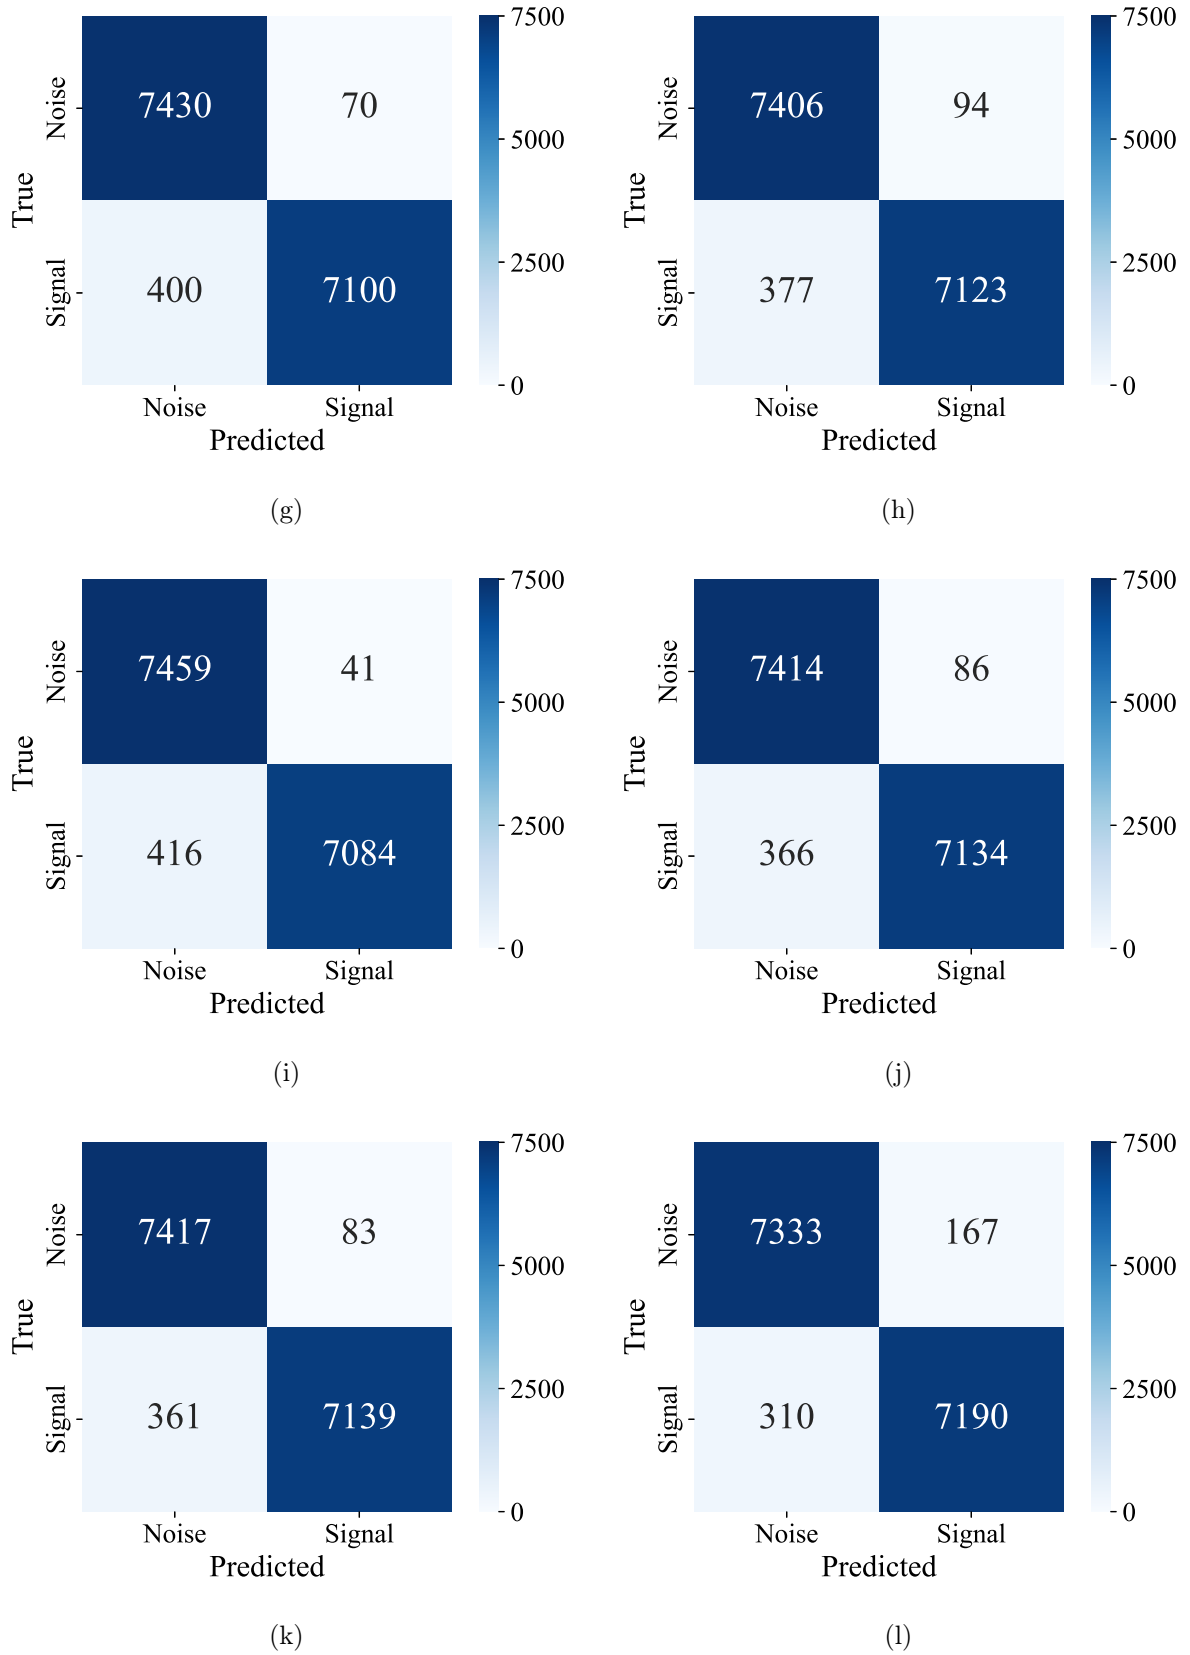 7500
5000
2500
0
True
Noise
Signal
7430 70
400 7100
Noise Signal
Predicted
(g)
7500
5000
2500
0
True
Noise
Signal
7406 94
377 7123
Noise Signal
Predicted
(h)
7500
5000
2500
0
True
Noise
Signal
7459 41
416 7084
Noise Signal
Predicted
(i)
7500
5000
2500
0
True
Noise
Signal
7414 86
366 7134
Noise Signal
Predicted
(j)
7500
5000
2500
0
True
Noise
Signal
7417 83
361 7139
Noise Signal
Predicted
(k)
7500
5000
2500
0
True
Noise
Signal
7333 167
310 7190
Noise Signal
Predicted
(l)